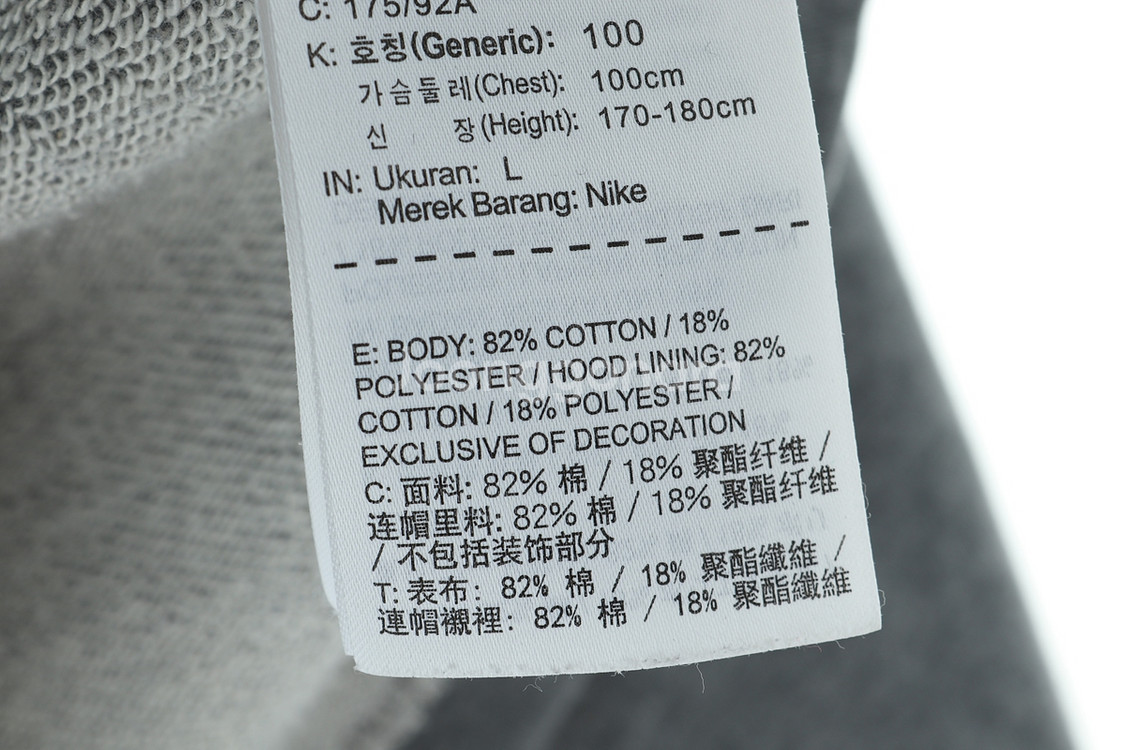 C: 175/92A
K: 호칭(Generic): 100
가슴둘레(Chest): 100cm
신 장(Height): 170-180cm
IN: Ukuran: L
Merek Barang: Nike
E: BODY: 82% COTTON / 18%
POLYESTER / HOOD LINING: 82%
COTTON / 18% POLYESTER /
EXCLUSIVE OF DECORATION
C: 面料: 82% 棉 / 18% 聚酯纤维 /
连帽里料: 82% 棉 / 18% 聚酯纤维
/ 不包括装饰部分
T: 表布: 82% 棉 / 18% 聚酯纖維 /
連帽襯裡: 82% 棉 / 18% 聚酯纖維